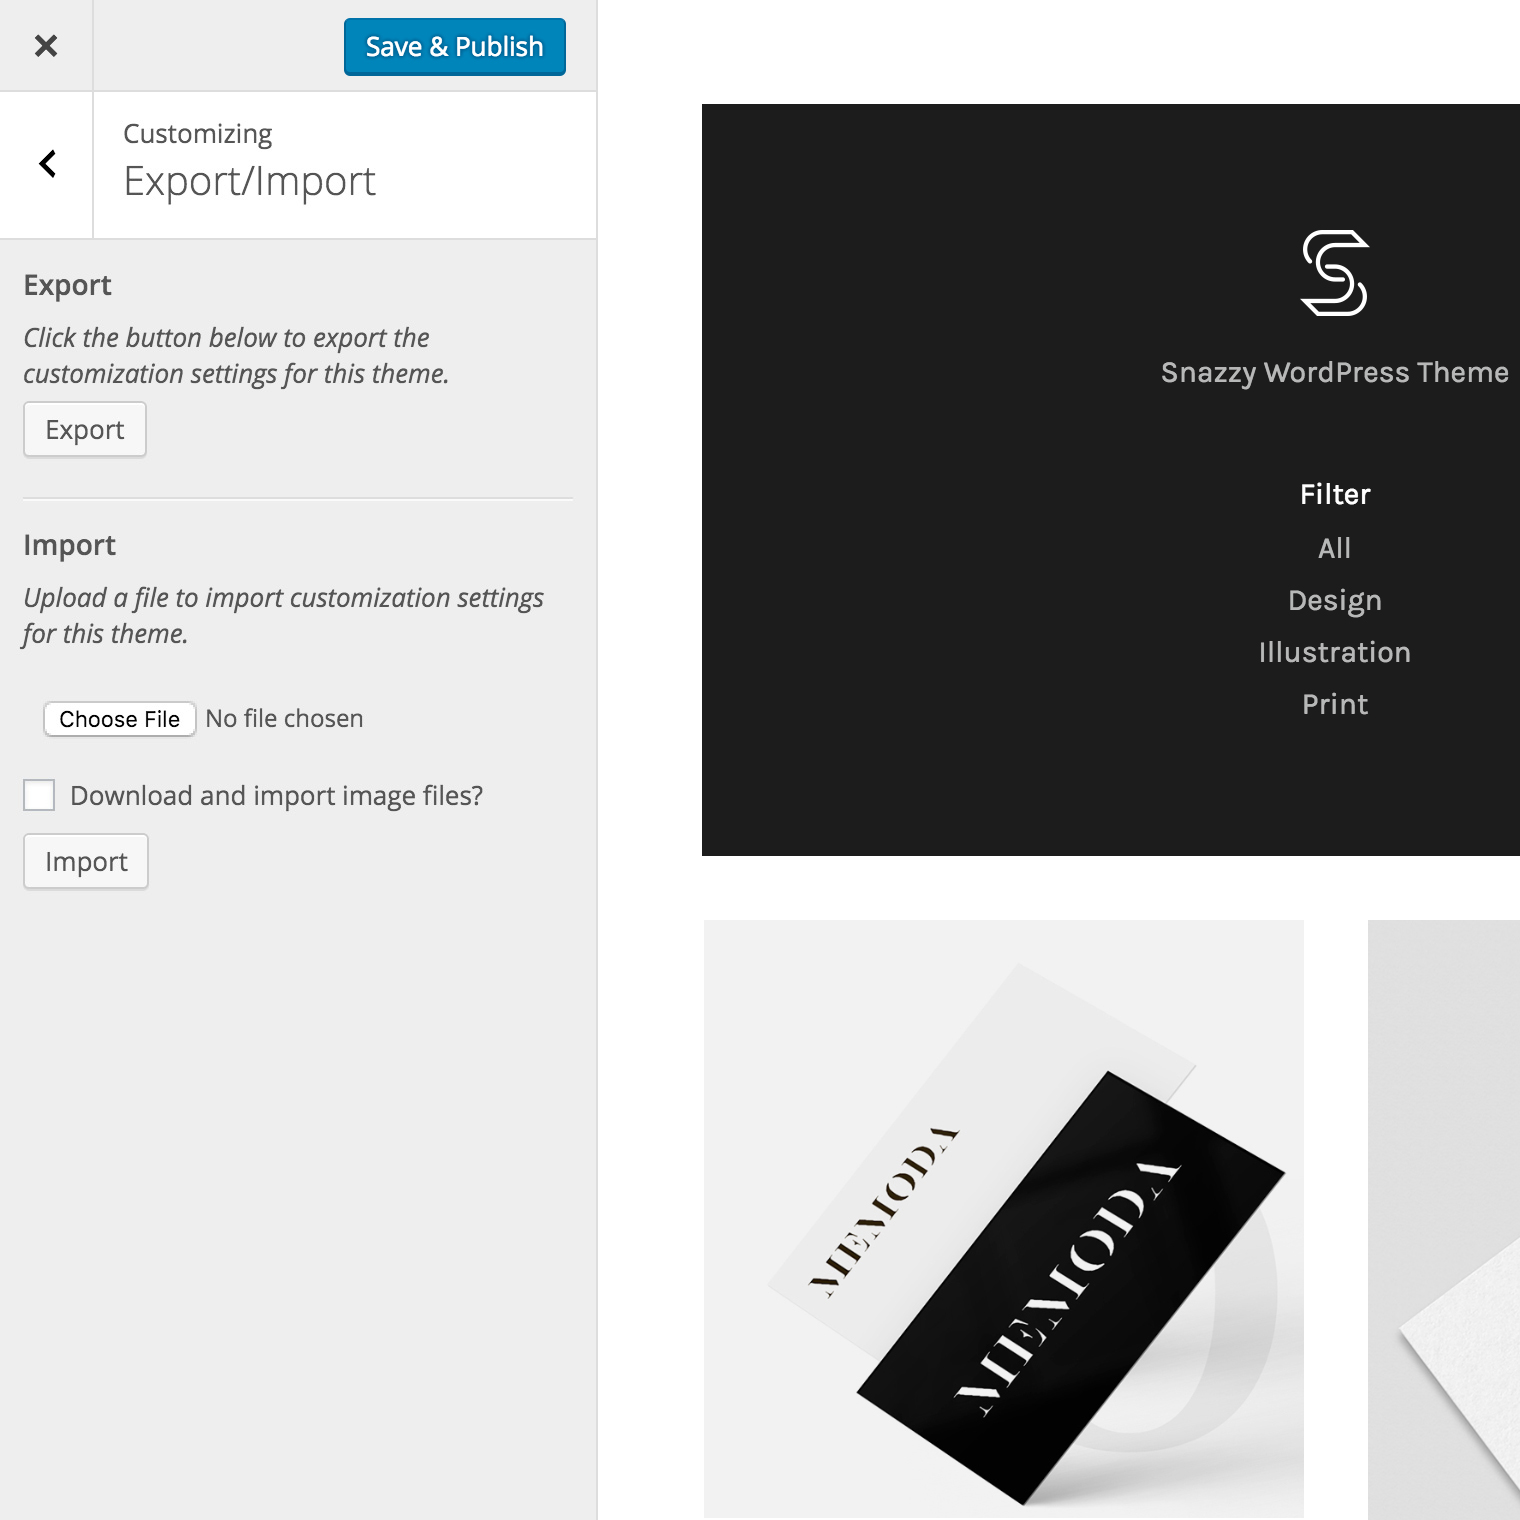 Save & Publish
Customizing
Export/Import
Export
Click the button below to export the
customization settings for this theme.
Export
Import
Upload a file to import customization settings
for this theme.
Choose File No file chosen
Download and import image files?
Import
Snazzy WordPress Theme
Filter
All
Design
Illustration
Print
MEMODA
MEMODA